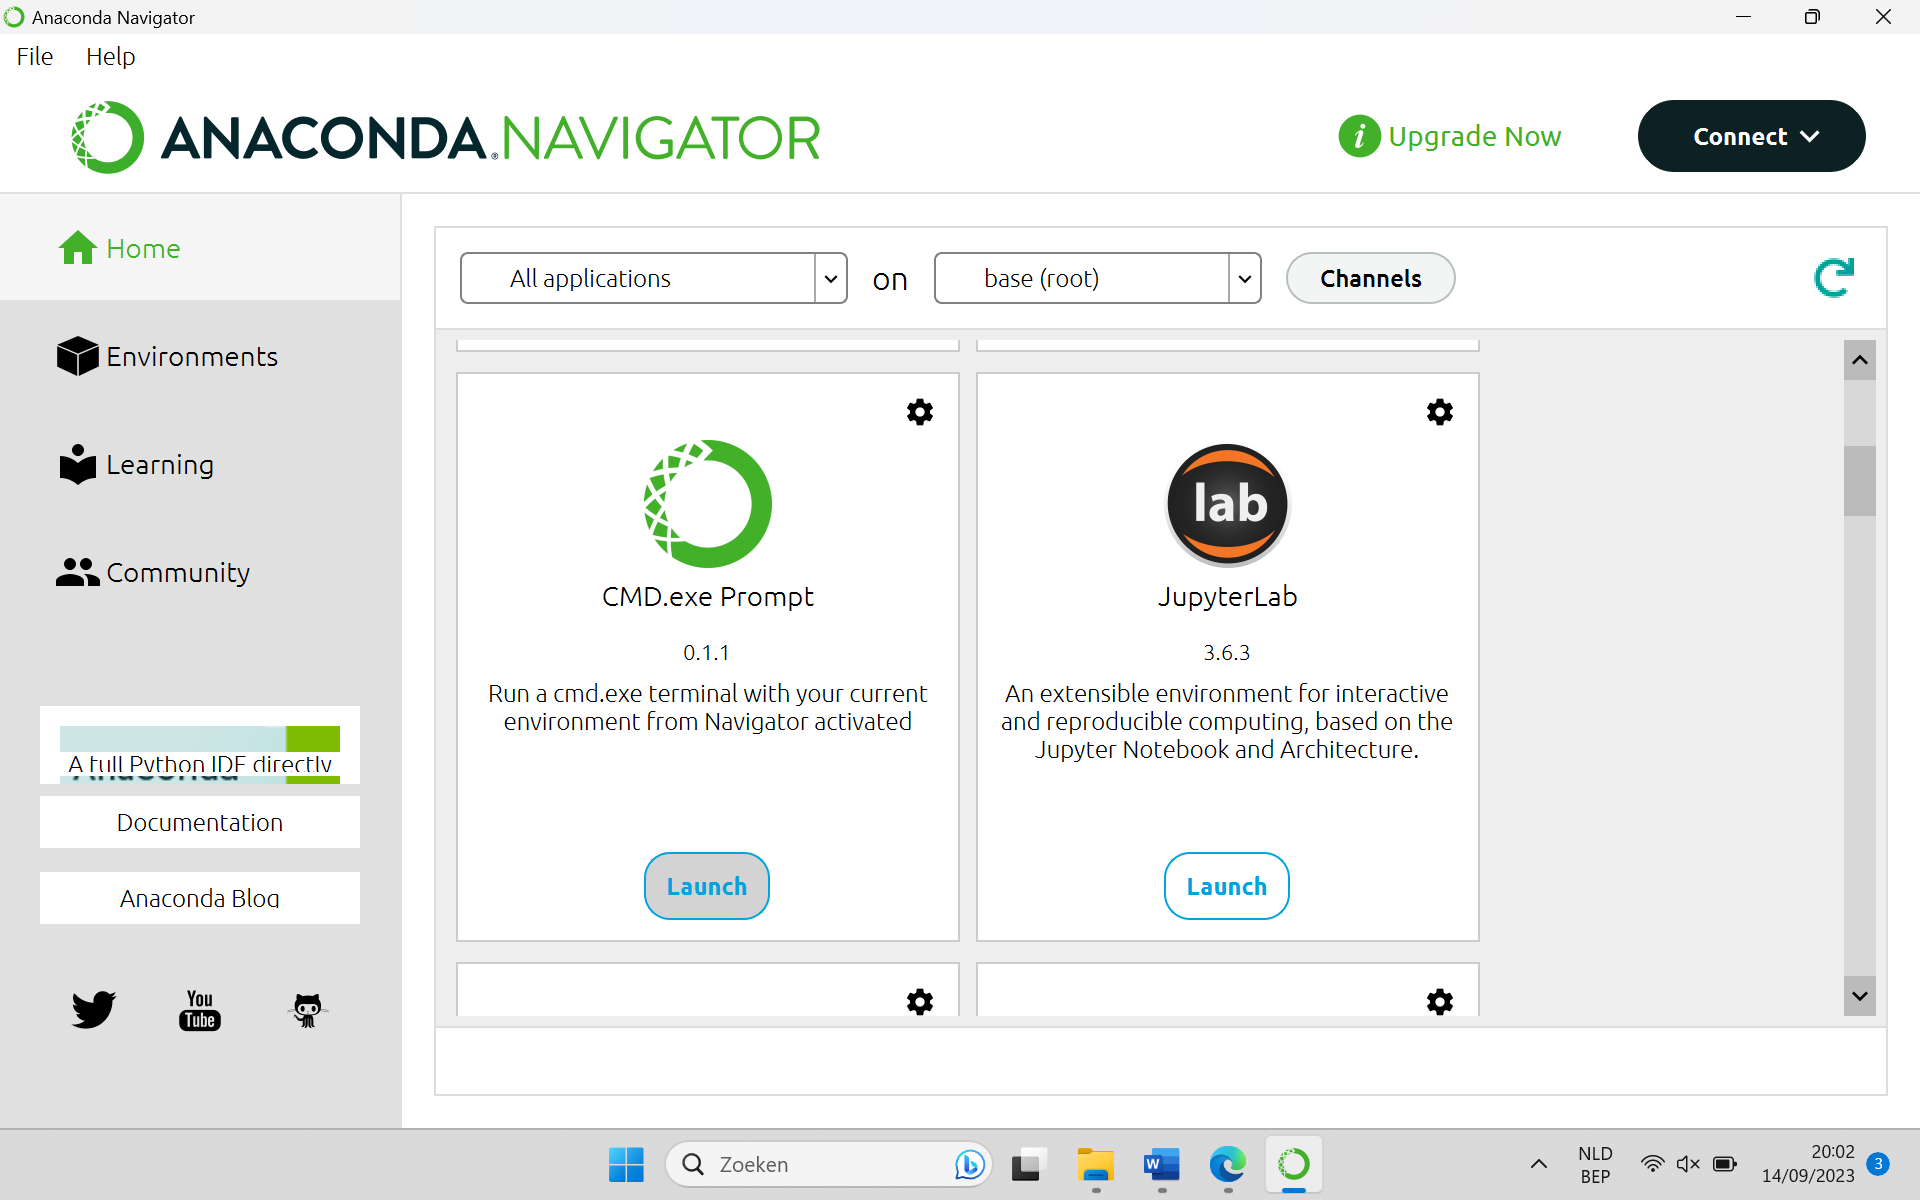 Anaconda Navigator
File Help
ANACONDA.NAVIGATOR
Upgrade Now
Connect
Home
All applications
on
base (root)
Channels
Environments
Learning
Community
CMD.exe Prompt
0.1.1
Run a cmd.exe terminal with your current
environment from Navigator activated
Launch
lab
JupyterLab
3.6.3
An extensible environment for interactive
and reproducible computing, based on the
Jupyter Notebook and Architecture.
Launch
A full Python IDE directly
Anaconda
Documentation
Anaconda Blog
You
Tube
Zoeken
W
NLD
BEP
20:02
14/09/2023
3